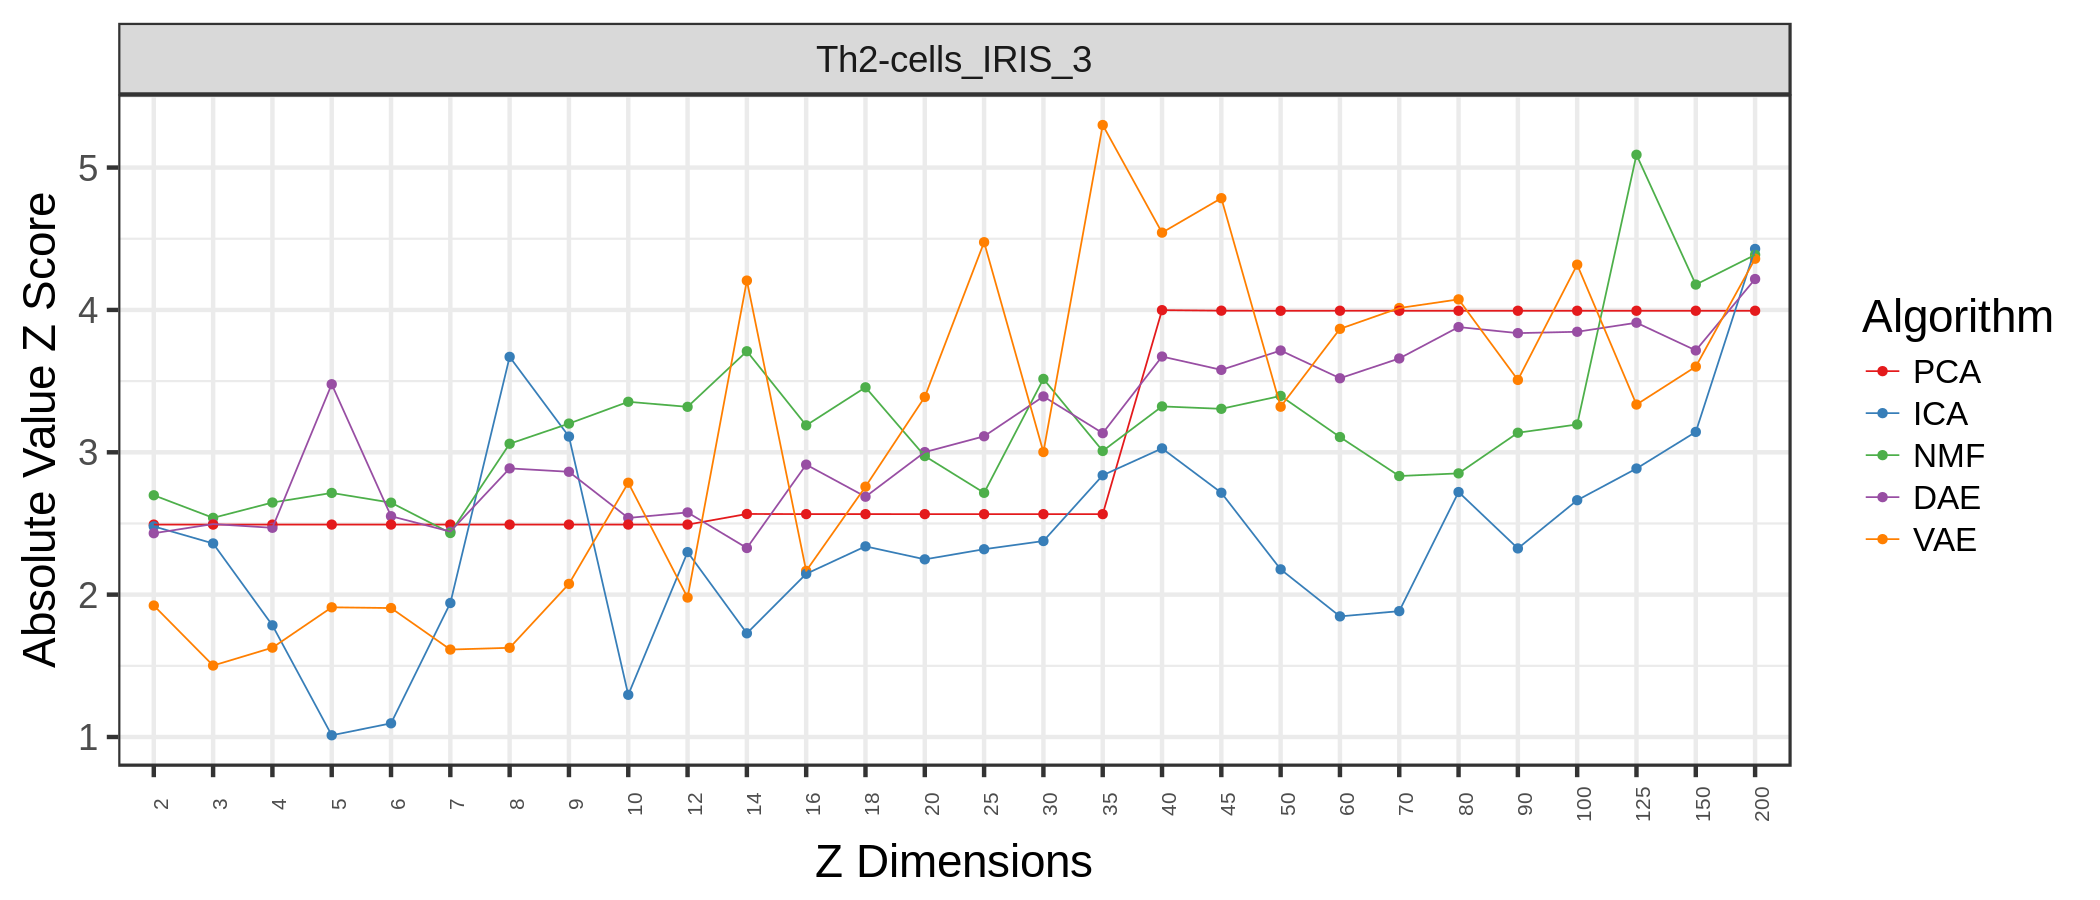 Th2-cells_IRIS_3
Absolute Value Z Score
5
4
3
2
1
2 3 4 5 6 7 8 9 10 12 14 16 18 20 25 30 35 40 45 50 60 70 80 90 100 125 150 200
Z Dimensions
Algorithm
PCA
ICA
NMF
DAE
VAE